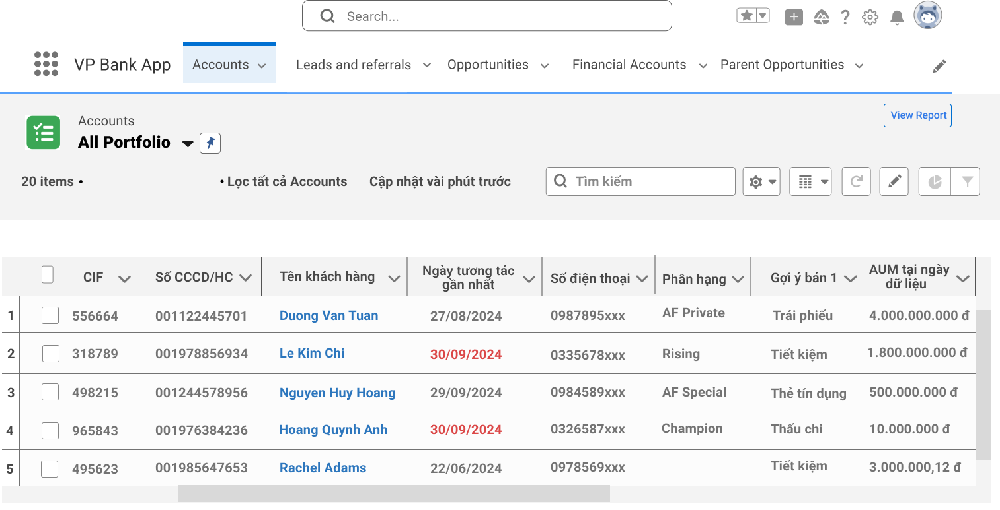 Search...
VP Bank App
Accounts
Leads and referrals
Opportunities
Financial Accounts
Parent Opportunities
View Report
Accounts
All Portfolio
20 items •
• Lọc tất cả Accounts
Cập nhật vài phút trước
Tìm kiếm
CIF
Số CCCD/HC
Tên khách hàng
Ngày tương tác
gần nhất
Số điện thoại
Phân hạng
Gợi ý bán 1
AUM tại ngày
dữ liệu
1 556664 001122445701 Duong Van Tuan 27/08/2024 0987895xxx AF Private Trái phiếu 4.000.000.000 đ
2 318789 001978856934 Le Kim Chi 30/09/2024 0335678xxx Rising Tiết kiệm 1.800.000.000 đ
3 498215 001244578956 Nguyen Huy Hoang 29/09/2024 0984589xxx AF Special Thẻ tín dụng 500.000.000 đ
4 965843 001976384236 Hoang Quynh Anh 30/09/2024 0326587xxx Champion Thấu chi 10.000.000 đ
5 495623 001985647653 Rachel Adams 22/06/2024 0978569xxx Tiết kiệm 3.000.000,12 đ